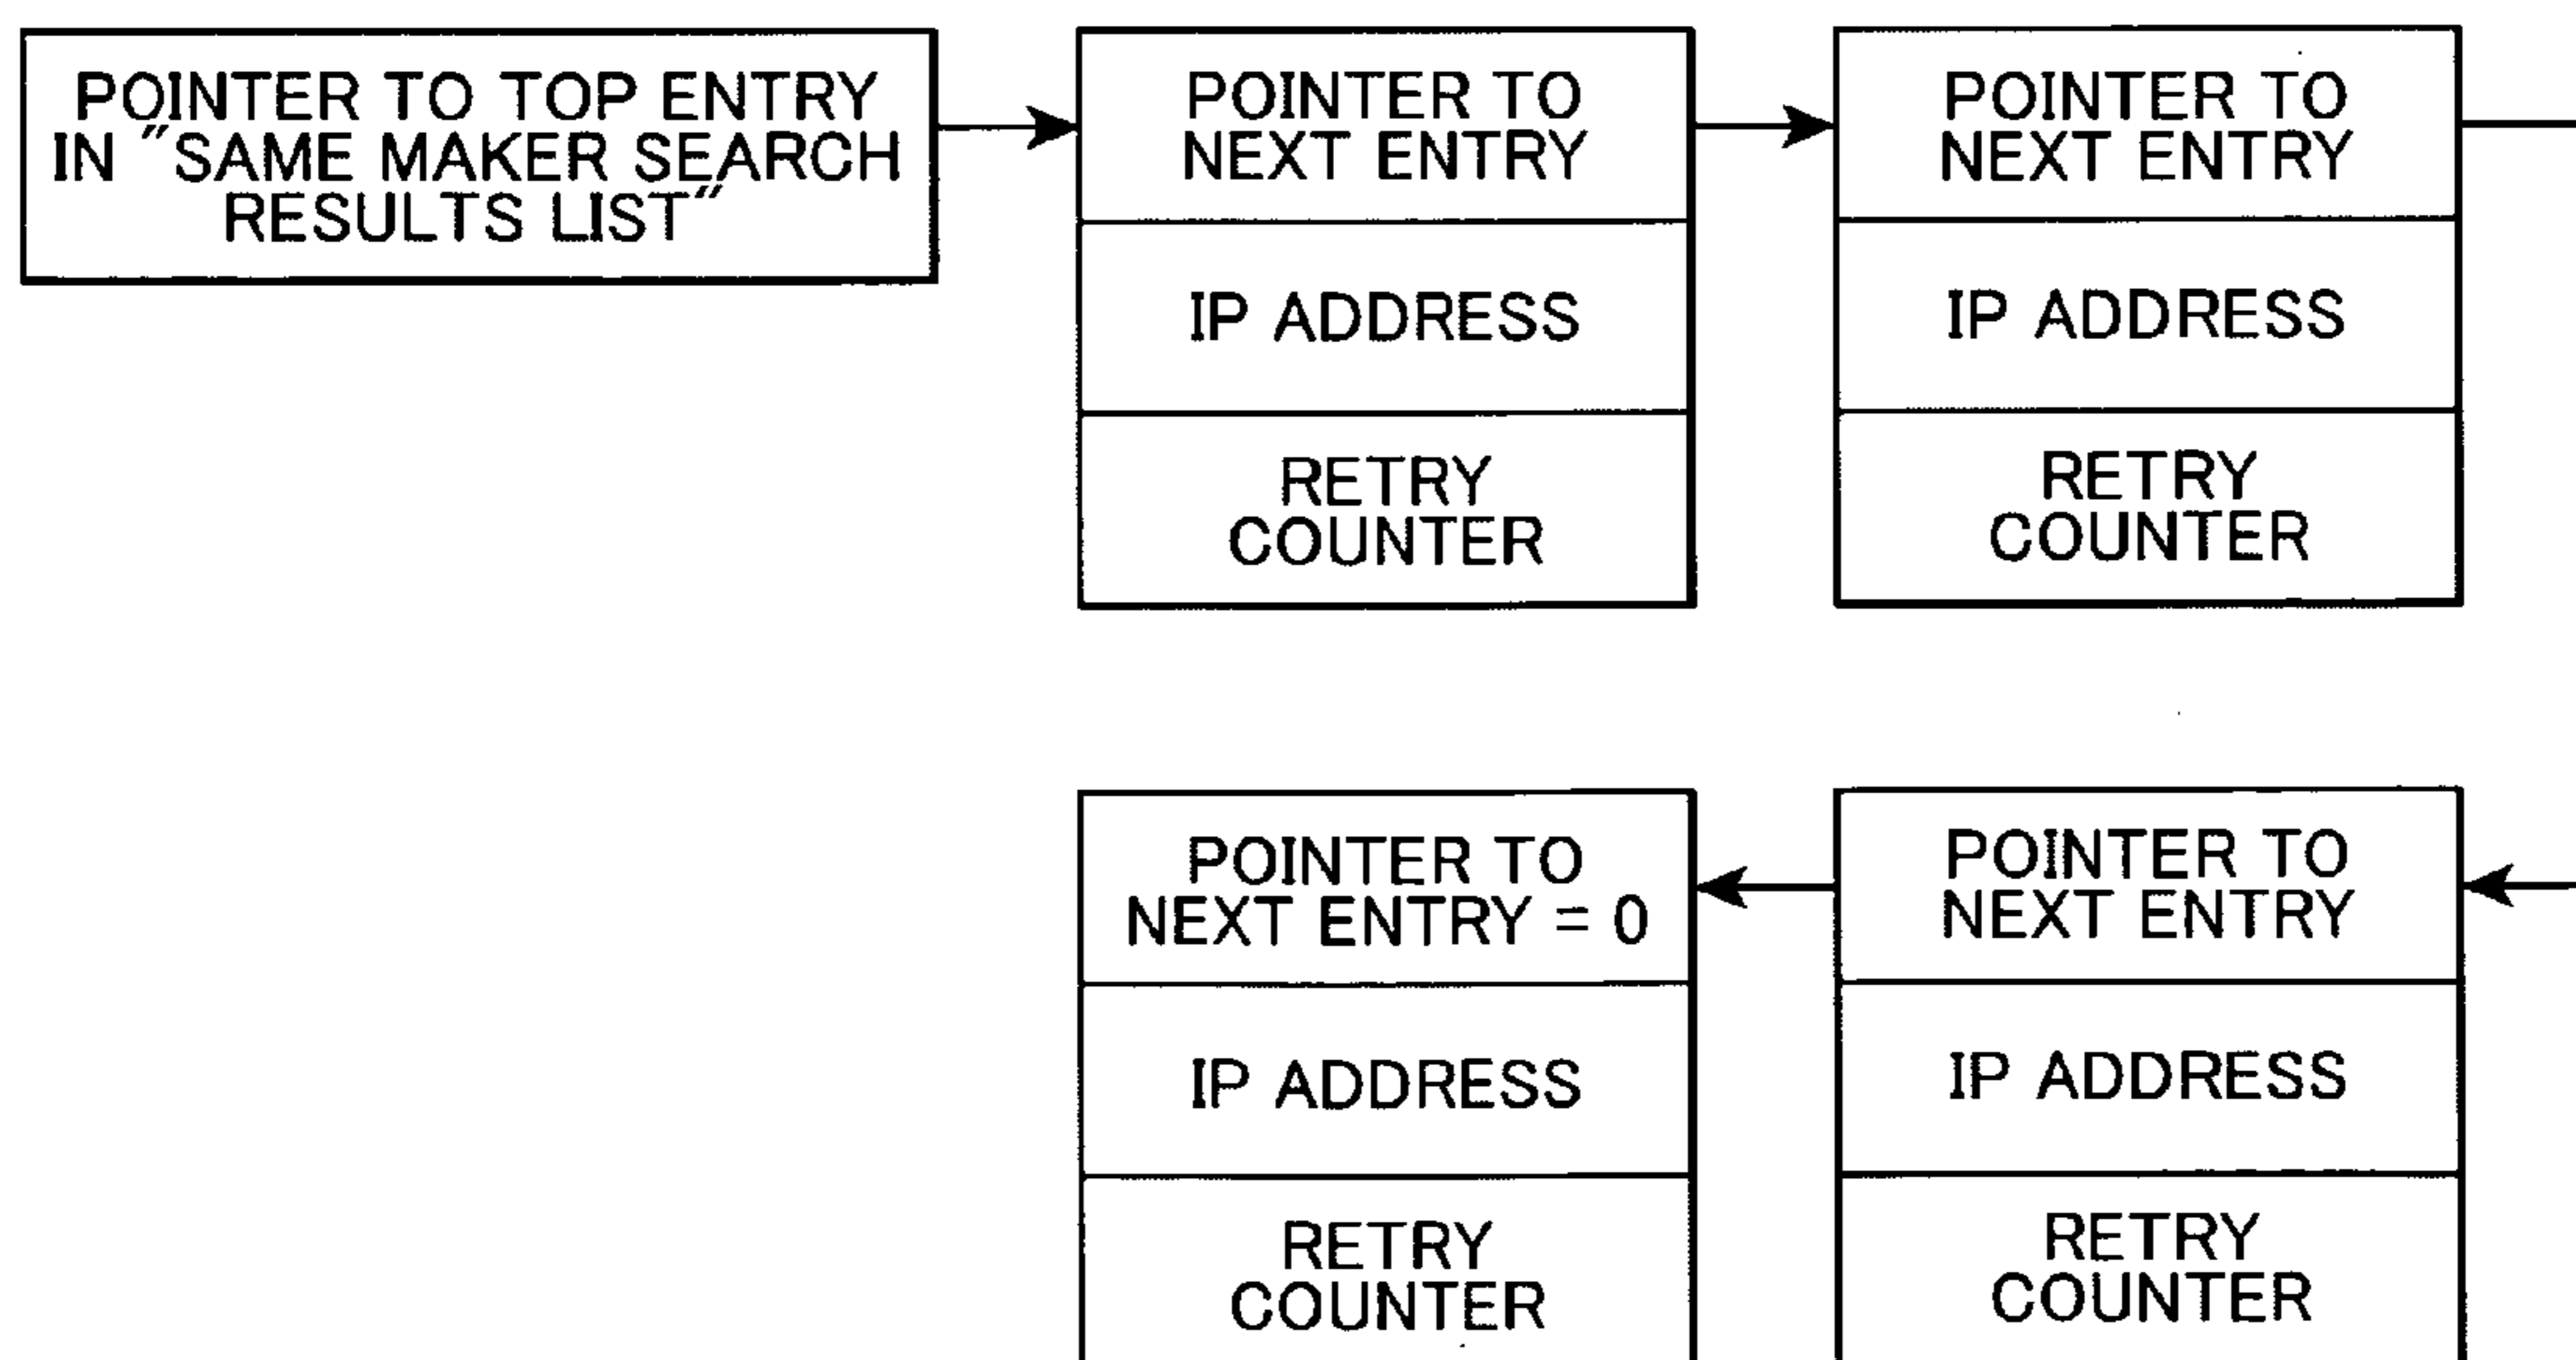 POINTER TO TOP ENTRY
IN "SAME MAKER SEARCH
RESULTS LIST"
POINTER TO
NEXT ENTRY
IP ADDRESS
RETRY
COUNTER
POINTER TO
NEXT ENTRY
IP ADDRESS
RETRY
COUNTER
POINTER TO
NEXT ENTRY = 0
IP ADDRESS
RETRY
COUNTER
POINTER TO
NEXT ENTRY
IP ADDRESS
RETRY
COUNTER